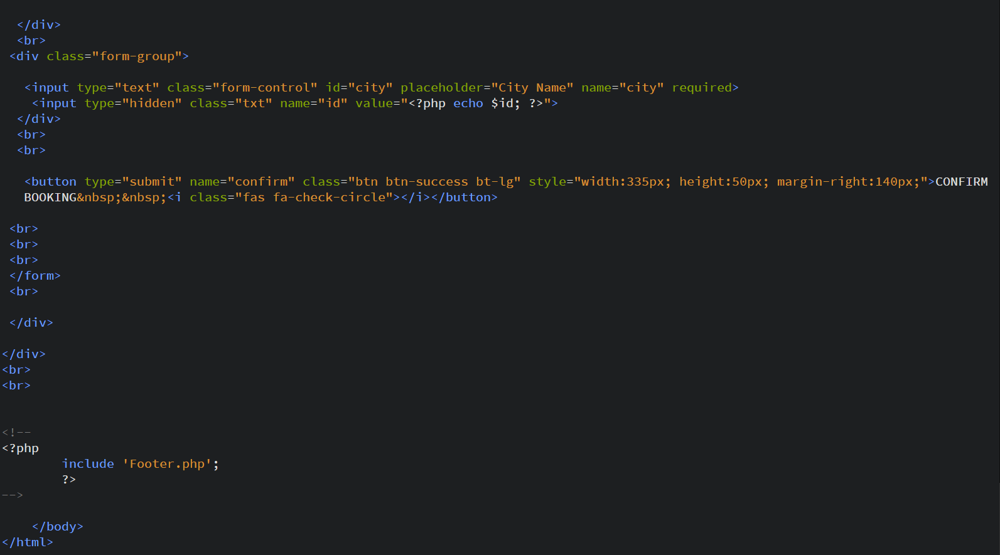 </div>
<br>
<div class="form-group">
<input type="text" class="form-control" id="city" placeholder="City Name" name="city" required>
<input type="hidden" class="txt" name="id" value="<?php echo $id; ?>">
</div>
<br>
<br>
<button type="submit" name="confirm" class="btn btn-success bt-lg" style="width:335px; height:50px; margin-right:140px;">CONFIRM
BOOKING&nbsp;&nbsp;<i class="fas fa-check-circle"></i></button>
<br>
<br>
<br>
</form>
<br>
</div>
</div>
<br>
<br>
<!--
<?php
include 'Footer.php';
?>
-->
</body>
</html>